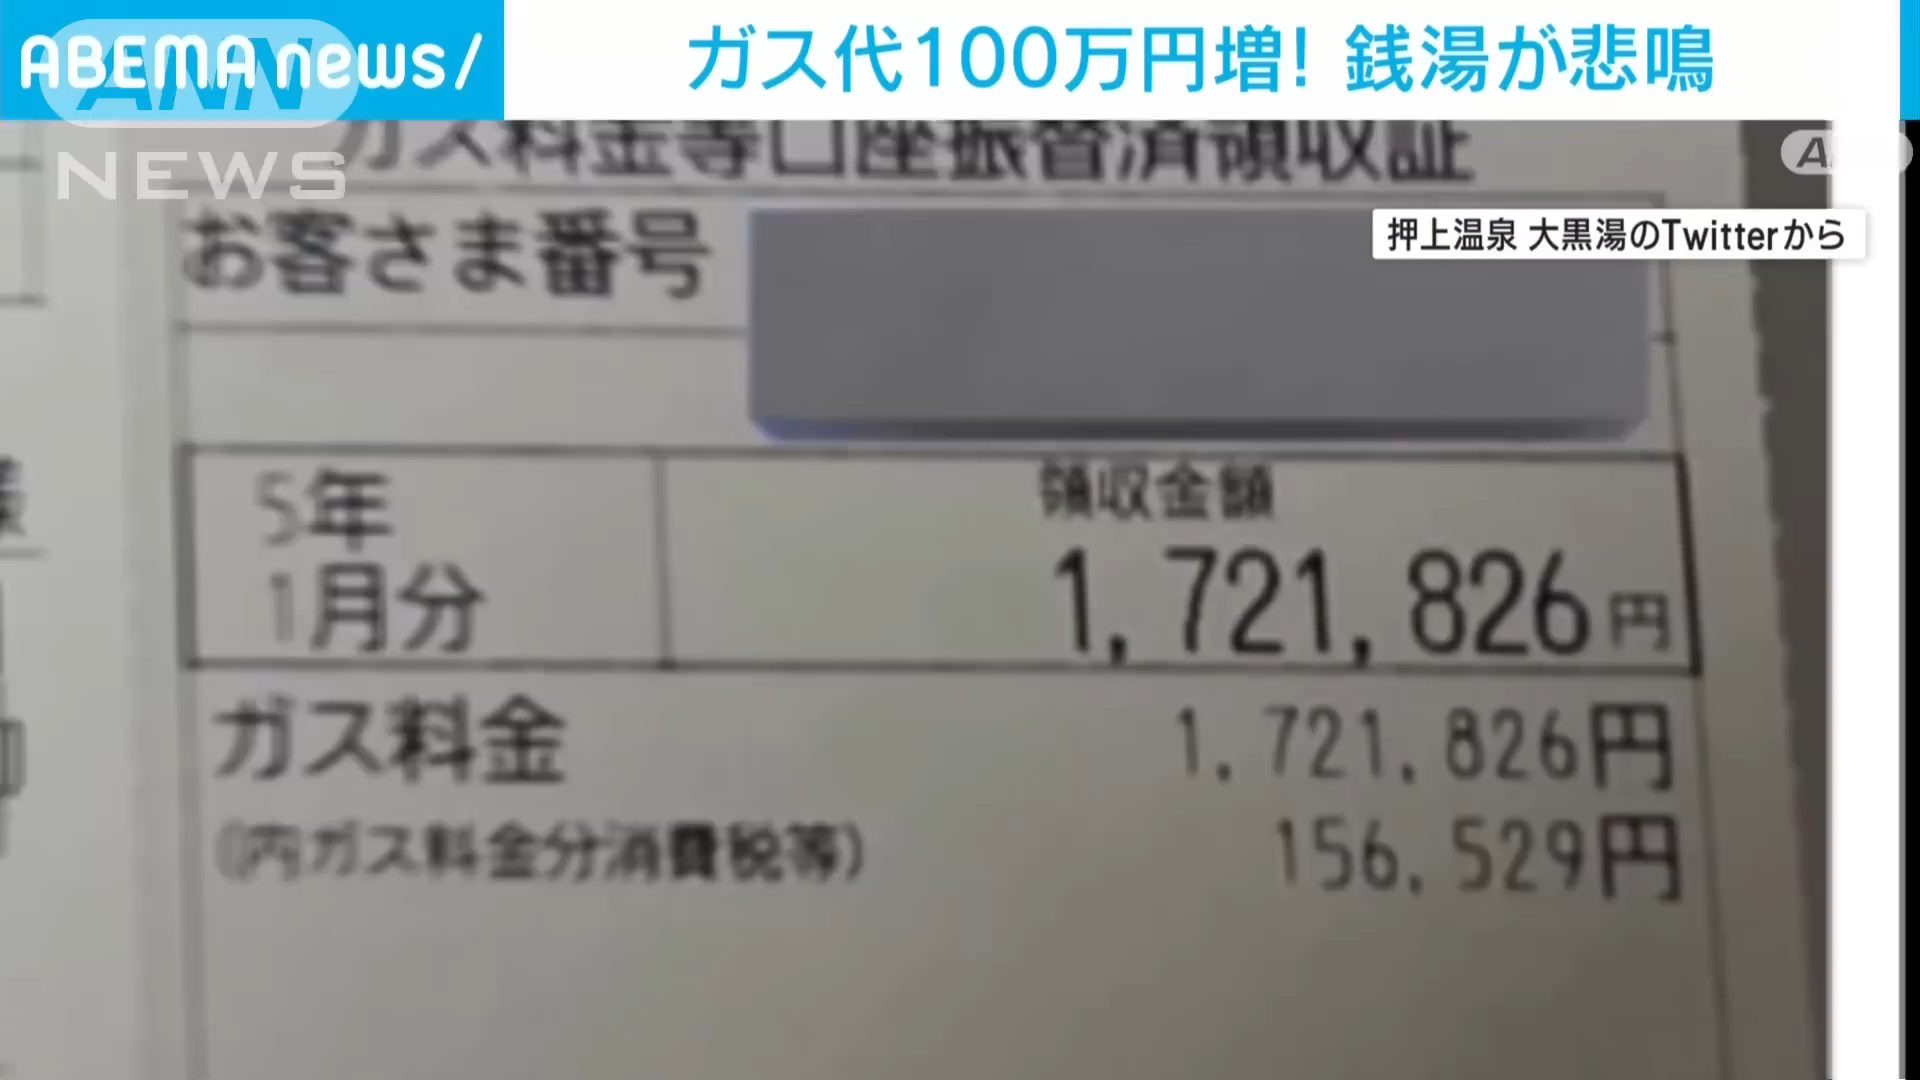 ABEMA news/
ANN
NEWS
ガス代100万円増! 銭湯が悲鳴
押上温泉 大黒湯のTwitterから
ガス料金等口座振替済領収証
お客さま番号
5年
1月分
領収金額
1,721,826円
ガス料金 1,721,826円
(内ガス料金分消費税等) 156,529円